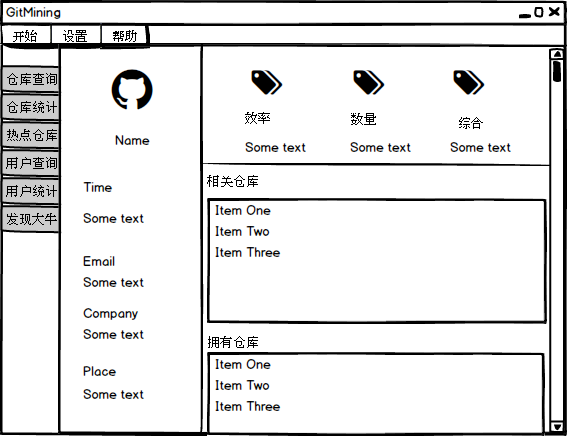 GitMining
开始 设置 帮助
仓库查询
仓库统计
热点仓库
用户查询
用户统计
发现大牛
Name
Time
Some text
Email
Some text
Company
Some text
Place
Some text
效率 数量 综合
Some text Some text Some text
相关仓库
Item One
Item Two
Item Three
拥有仓库
Item One
Item Two
Item Three